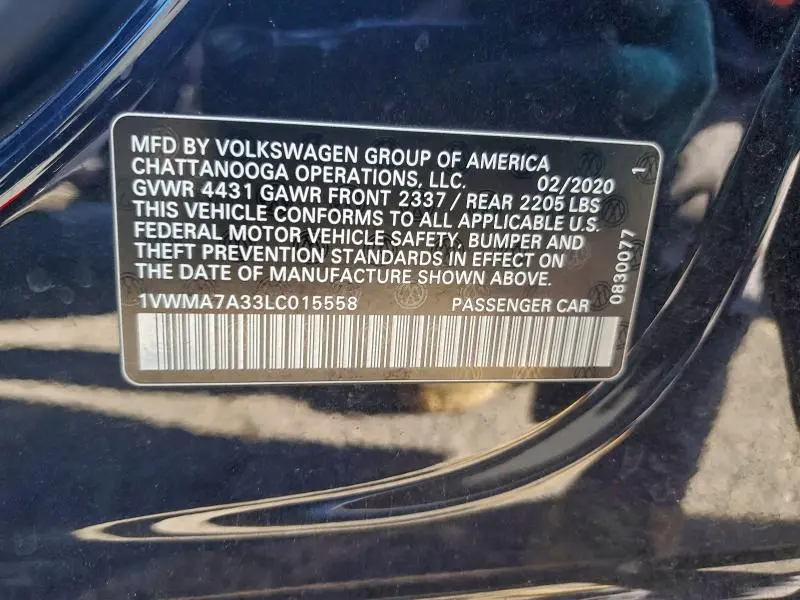 MFD BY VOLKSWAGEN GROUP OF AMERICA
CHATTANOOGA OPERATIONS, LLC. 02/2020
GVWR 4431 GAWR FRONT 2337 / REAR 2205 LBS
THIS VEHICLE CONFORMS TO ALL APPLICABLE U.S.
FEDERAL MOTOR VEHICLE SAFETY, BUMPER AND
THEFT PREVENTION STANDARDS IN EFFECT ON
THE DATE OF MANUFACTURE SHOWN ABOVE.
1VWMA7A33LC015558 PASSENGER CAR
0830077 1